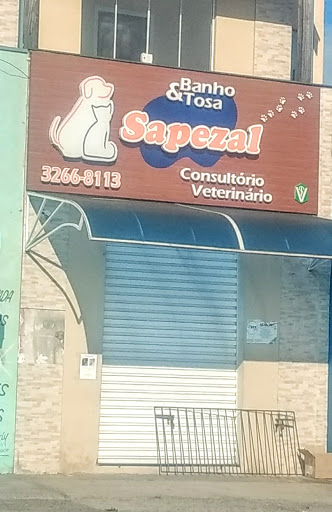 Banho
&Tosa
Sapezal
3266-8113
Consultório
Veterinário